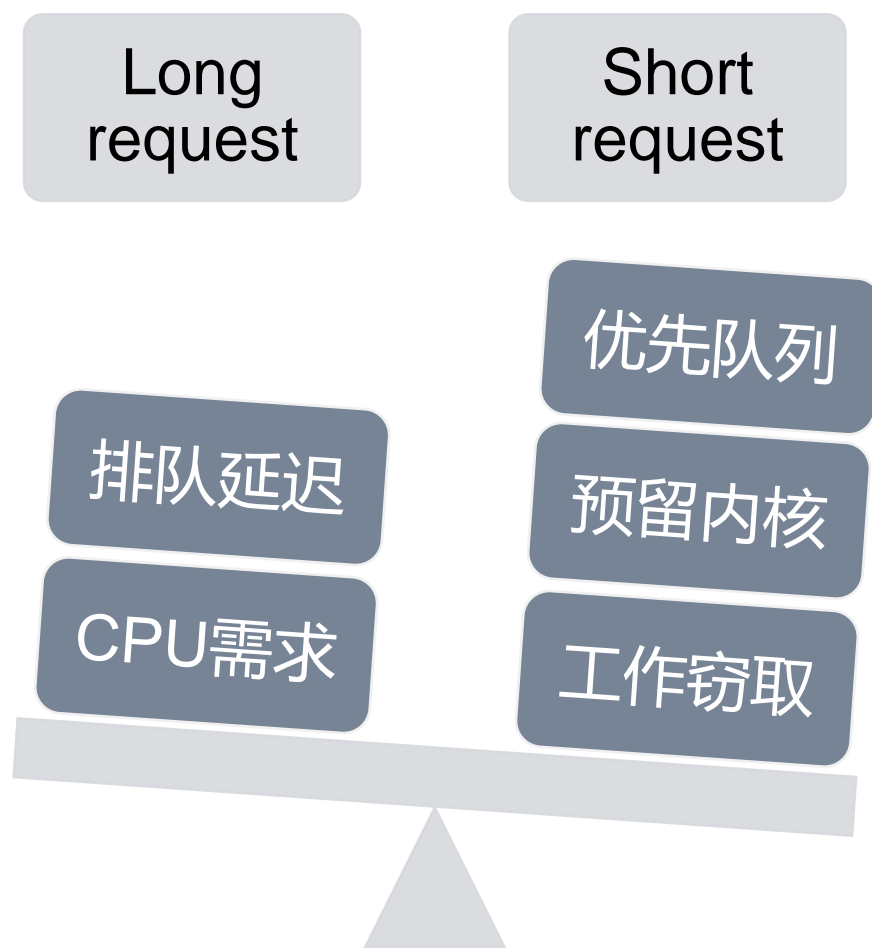 Long
request
Short
request
优先队列
排队延迟
预留内核
CPU需求
工作窃取